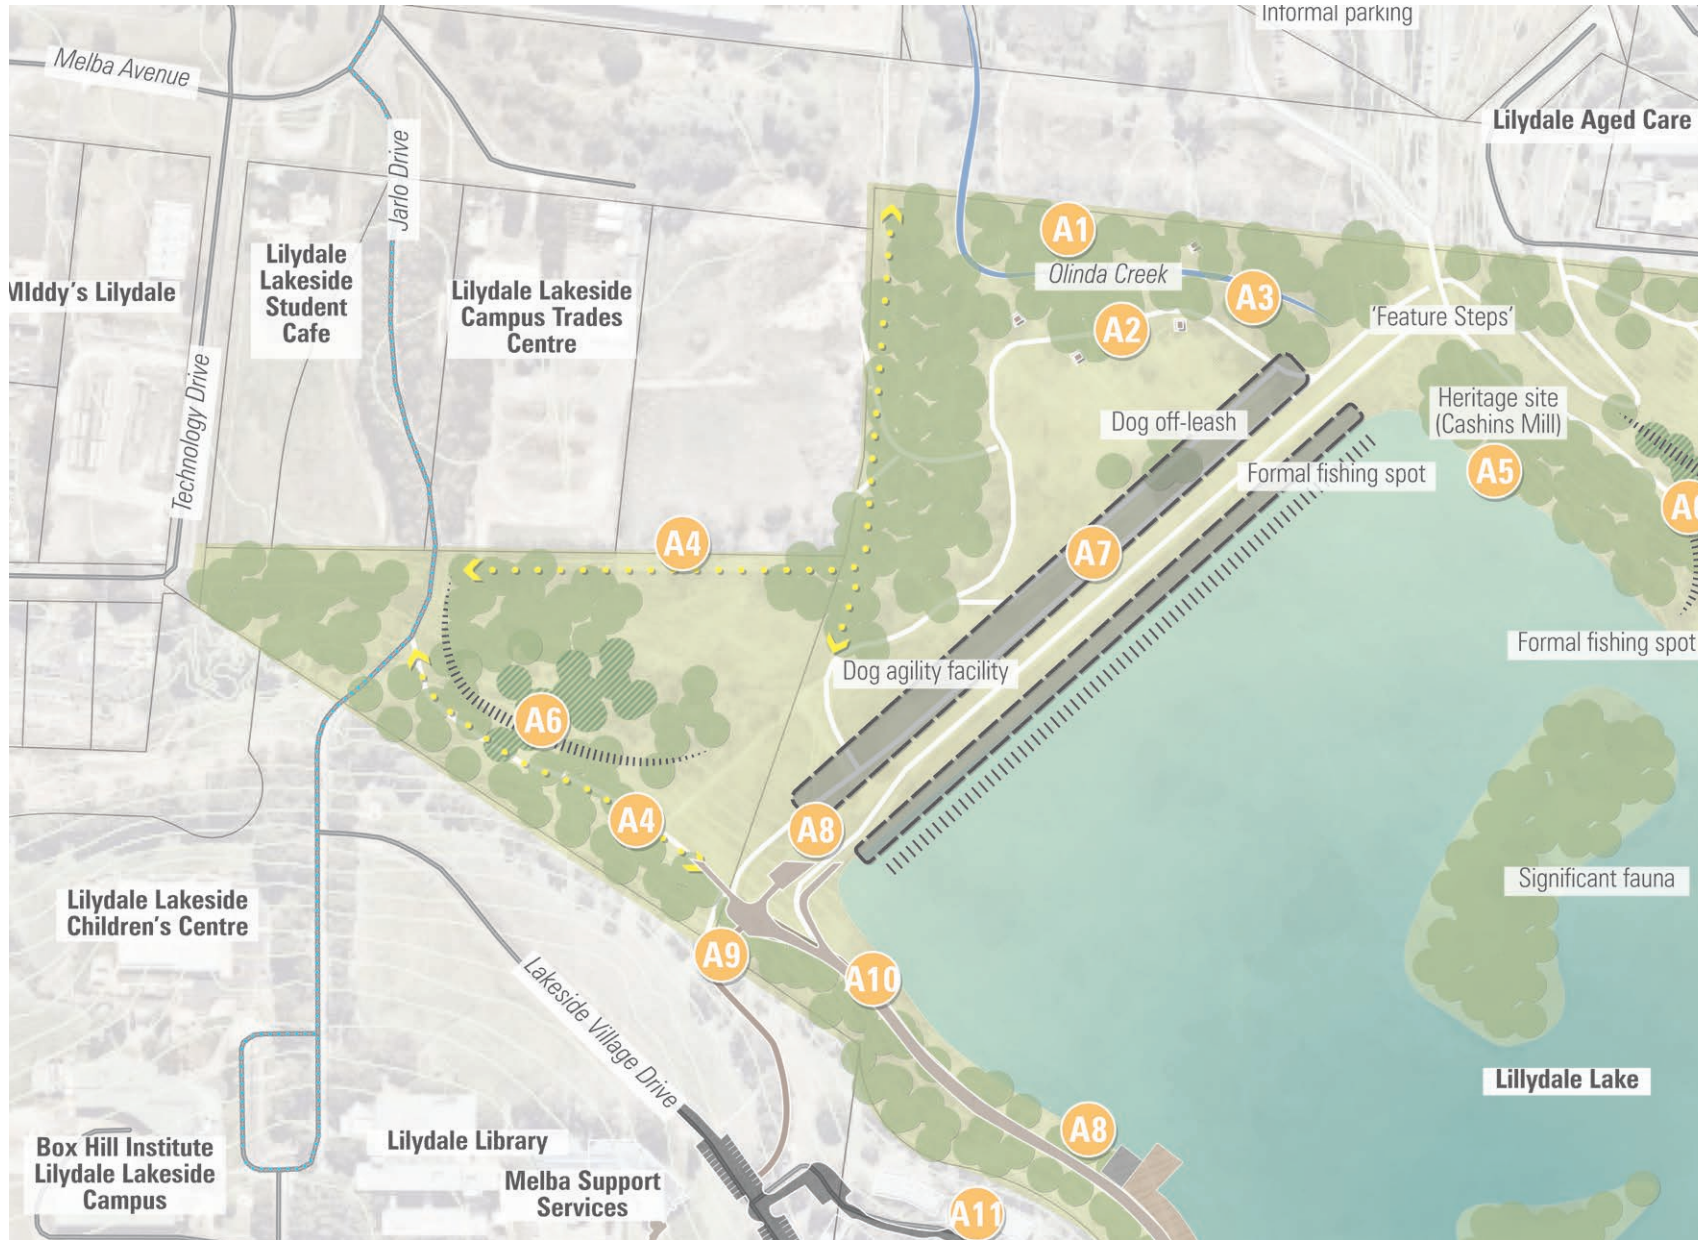 Informal parking
Melba Avenue
Lilydale Aged Care
Jarlo Drive
A1
Lilydale
Lakeside
Student
Cafe
Olinda Creek
MIddy's Lilydale
Lilydale Lakeside
Campus Trades
Centre
A3
A2
'Feature Steps'
Technology Drive
Heritage site
(Cashins Mill)
Dog off-leash
Formal fishing spot
A5
A4
A7
Formal fishing spot
Dog agility facility
A6
A4
A8
Significant fauna
Lilydale Lakeside
Children's Centre
A9
A10
Lakeside Village Drive
Lillydale Lake
A8
Box Hill Institute
Lilydale Lakeside
Campus
Lilydale Library
Melba Support
Services
A11